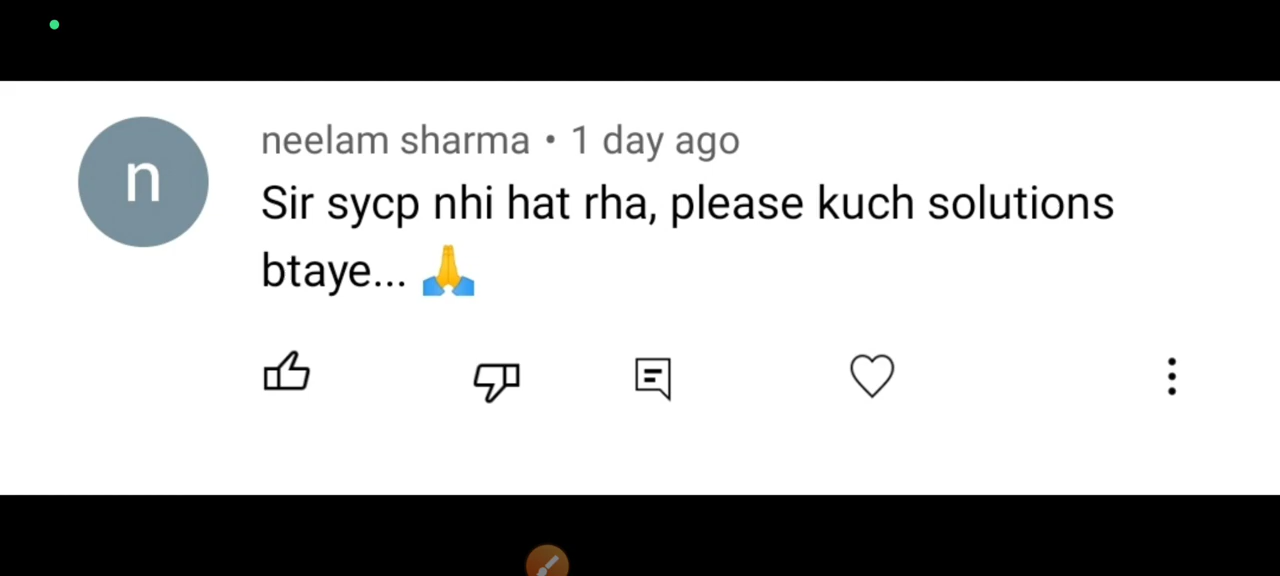 n
neelam sharma • 1 day ago
Sir sycp nhi hat rha, please kuch solutions
btaye... 🙏